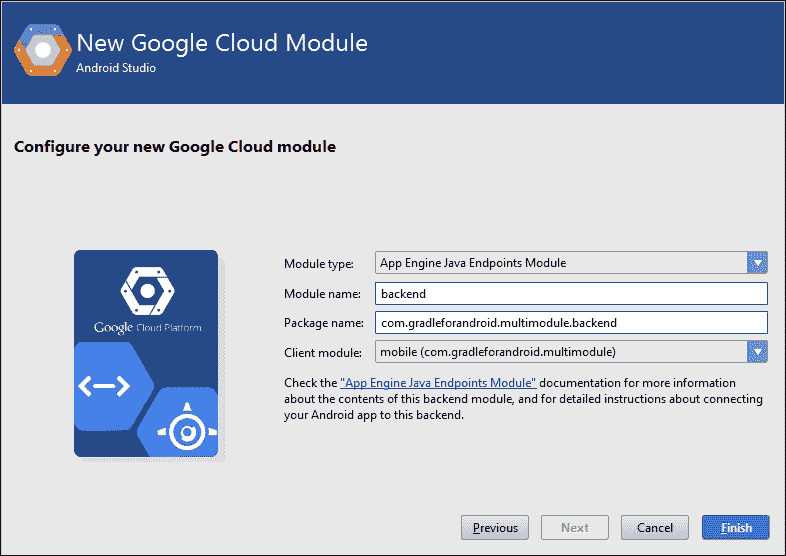 New Google Cloud Module
Android Studio
Configure your new Google Cloud module
Google Cloud Platform
Module type: App Engine Java Endpoints Module
Module name: backend
Package name: com.gradleforandroid.multimodule.backend
Client module: mobile (com.gradleforandroid.multimodule)
Check the "App Engine Java Endpoints Module" documentation for more information
about the contents of this backend module, and for detailed instructions about connecting
your Android app to this backend.
Previous Next Cancel Finish